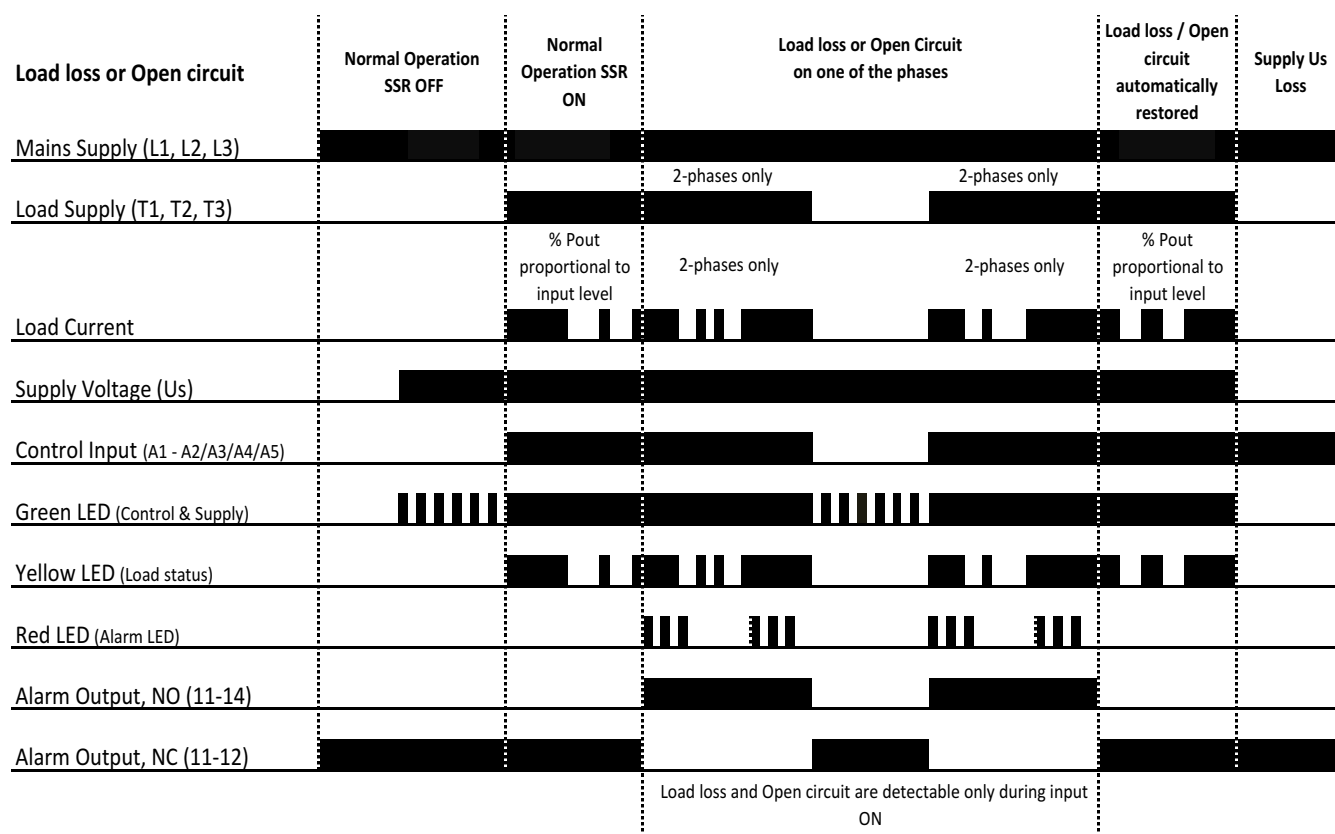 Load loss or Open circuit
Normal Operation
SSR OFF
Normal
Operation SSR
ON
Load loss or Open Circuit
on one of the phases
Load loss / Open
circuit
automatically
restored
Supply Us
Loss
Mains Supply (L1, L2, L3)
2-phases only
2-phases only
Load Supply (T1, T2, T3)
% Pout
proportional to
input level
2-phases only
2-phases only
% Pout
proportional to
input level
Load Current
Supply Voltage (Us)
Control Input (A1 - A2/A3/A4/A5)
Green LED (Control & Supply)
Yellow LED (Load status)
Red LED (Alarm LED)
Alarm Output, NO (11-14)
Alarm Output, NC (11-12)
Load loss and Open circuit are detectable only during input
ON